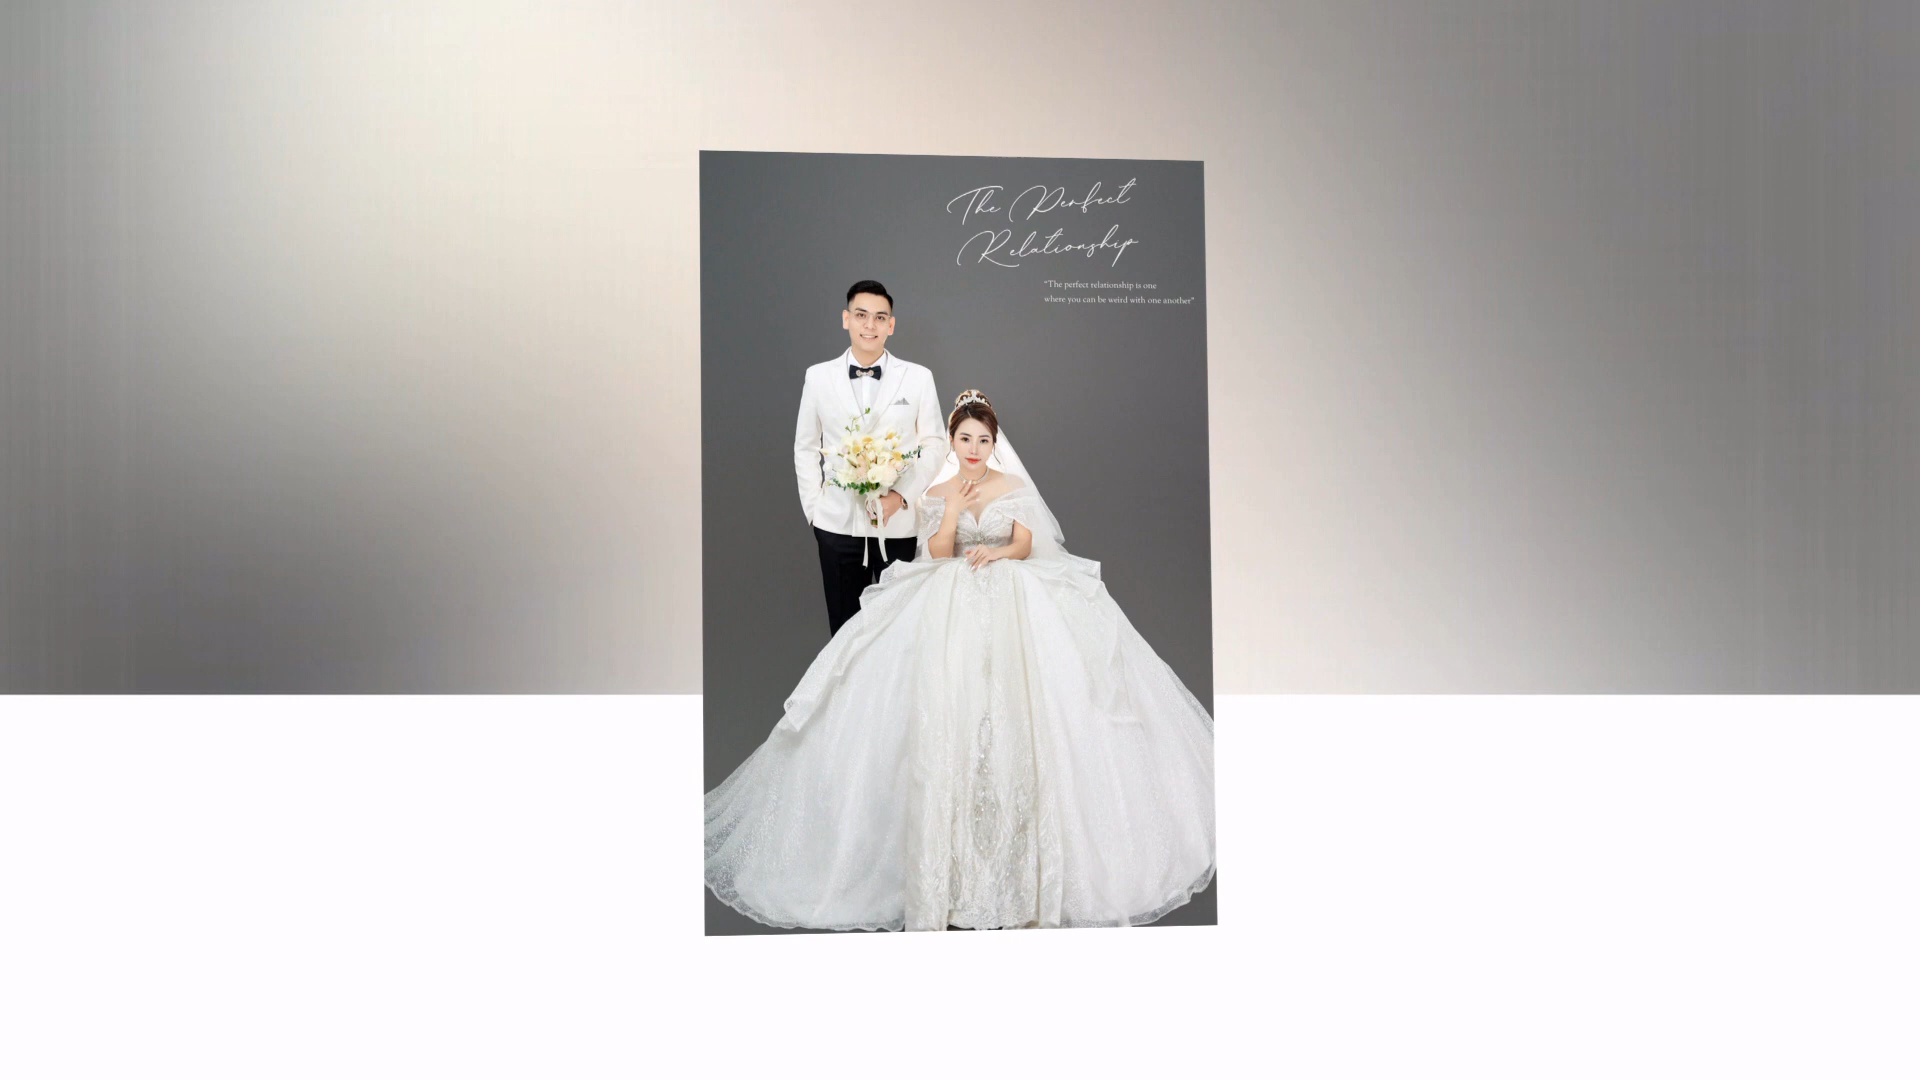 The Perfect
Relationship
“The perfect relationship is one
where you can be weird with one another”